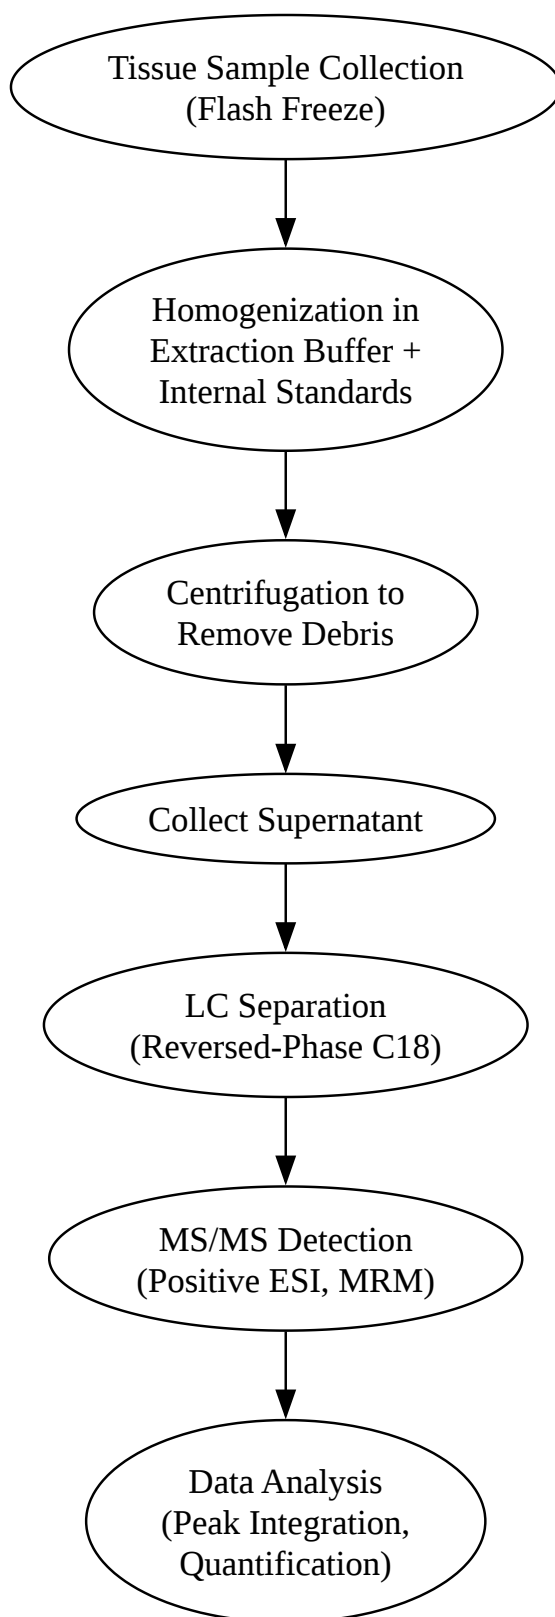 Tissue Sample Collection
(Flash Freeze)
Homogenization in
Extraction Buffer +
Internal Standards
Centrifugation to
Remove Debris
Collect Supernatant
LC Separation
(Reversed-Phase C18)
MS/MS Detection
(Positive ESI, MRM)
Data Analysis
(Peak Integration,
Quantification)